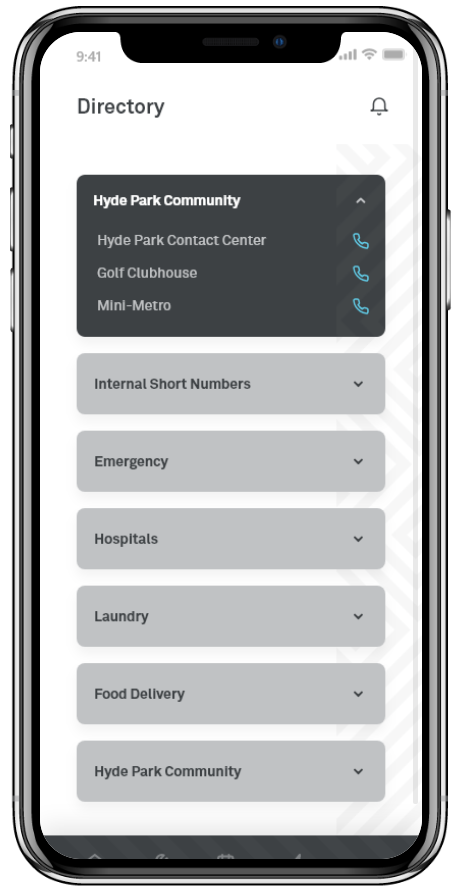 9:41
Directory
Hyde Park Community
Hyde Park Contact Center
Golf Clubhouse
Mini-Metro
Internal Short Numbers
Emergency
Hospitals
Laundry
Food Delivery
Hyde Park Community